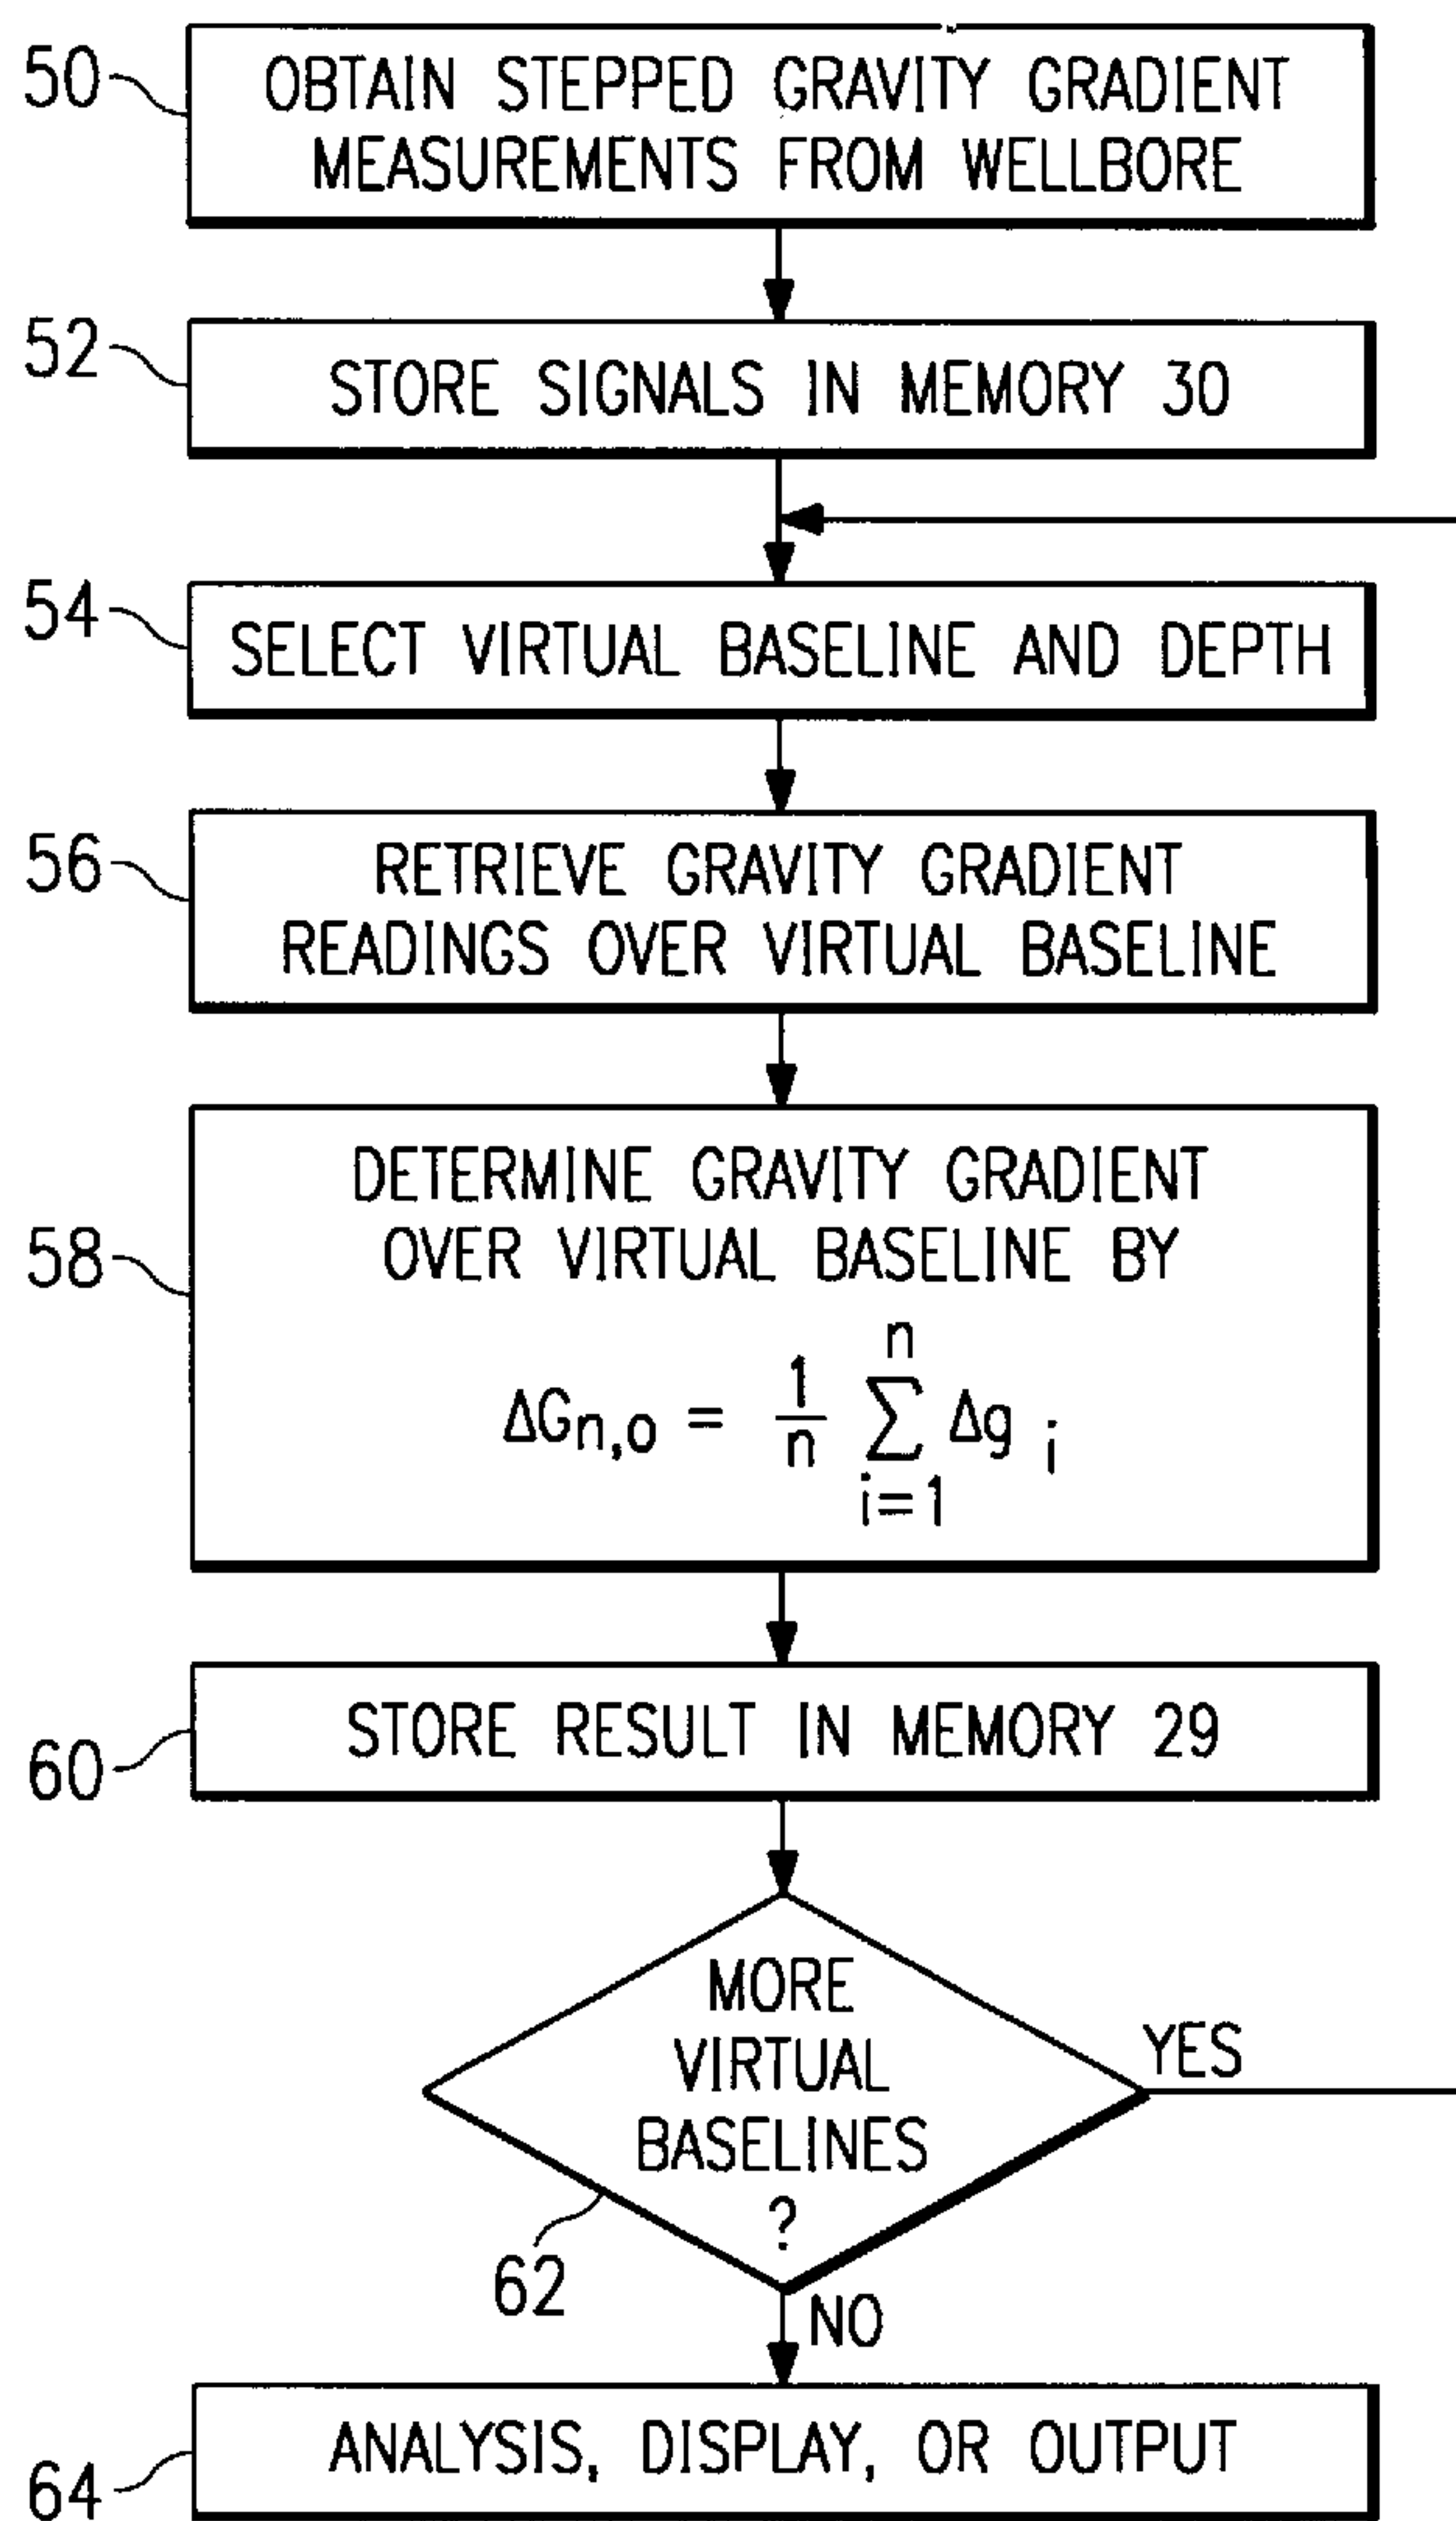 50
OBTAIN STEPPED GRAVITY GRADIENT
MEASUREMENTS FROM WELLBORE
52
STORE SIGNALS IN MEMORY 30
54
SELECT VIRTUAL BASELINE AND DEPTH
56
RETRIEVE GRAVITY GRADIENT
READINGS OVER VIRTUAL BASELINE
58
DETERMINE GRAVITY GRADIENT
OVER VIRTUAL BASELINE BY
ΔGn,o = 1/n n∑i=1 Δg i
60
STORE RESULT IN MEMORY 29
MORE
VIRTUAL
BASELINES
?
YES
62
NO
64
ANALYSIS, DISPLAY, OR OUTPUT